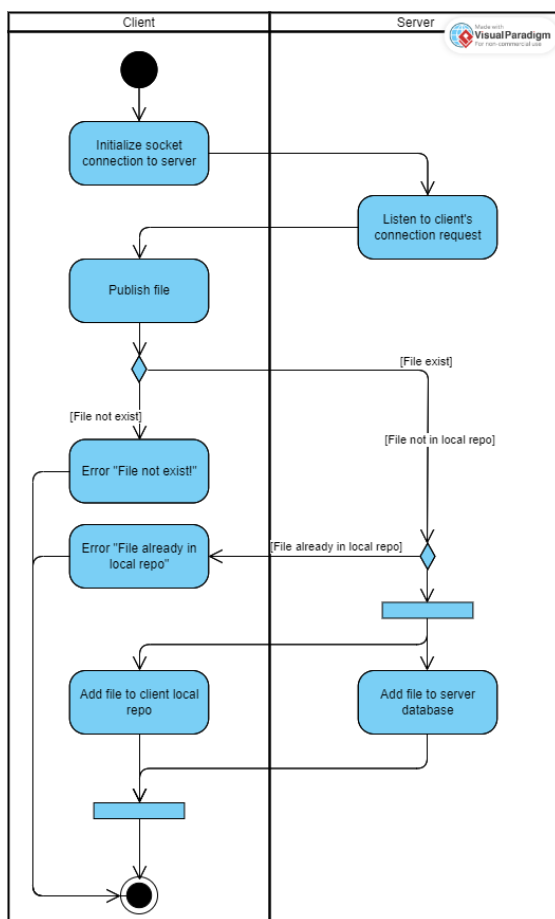 Client
Server
Made with
Visual Paradigm
For non-commercial use
Initialize socket
connection to server
Listen to client's
connection request
Publish file
[File exist]
[File not exist]
[File not in local repo]
Error "File not exist!"
Error "File already in
local repo"
[File already in local repo]
Add file to client local
repo
Add file to server
database